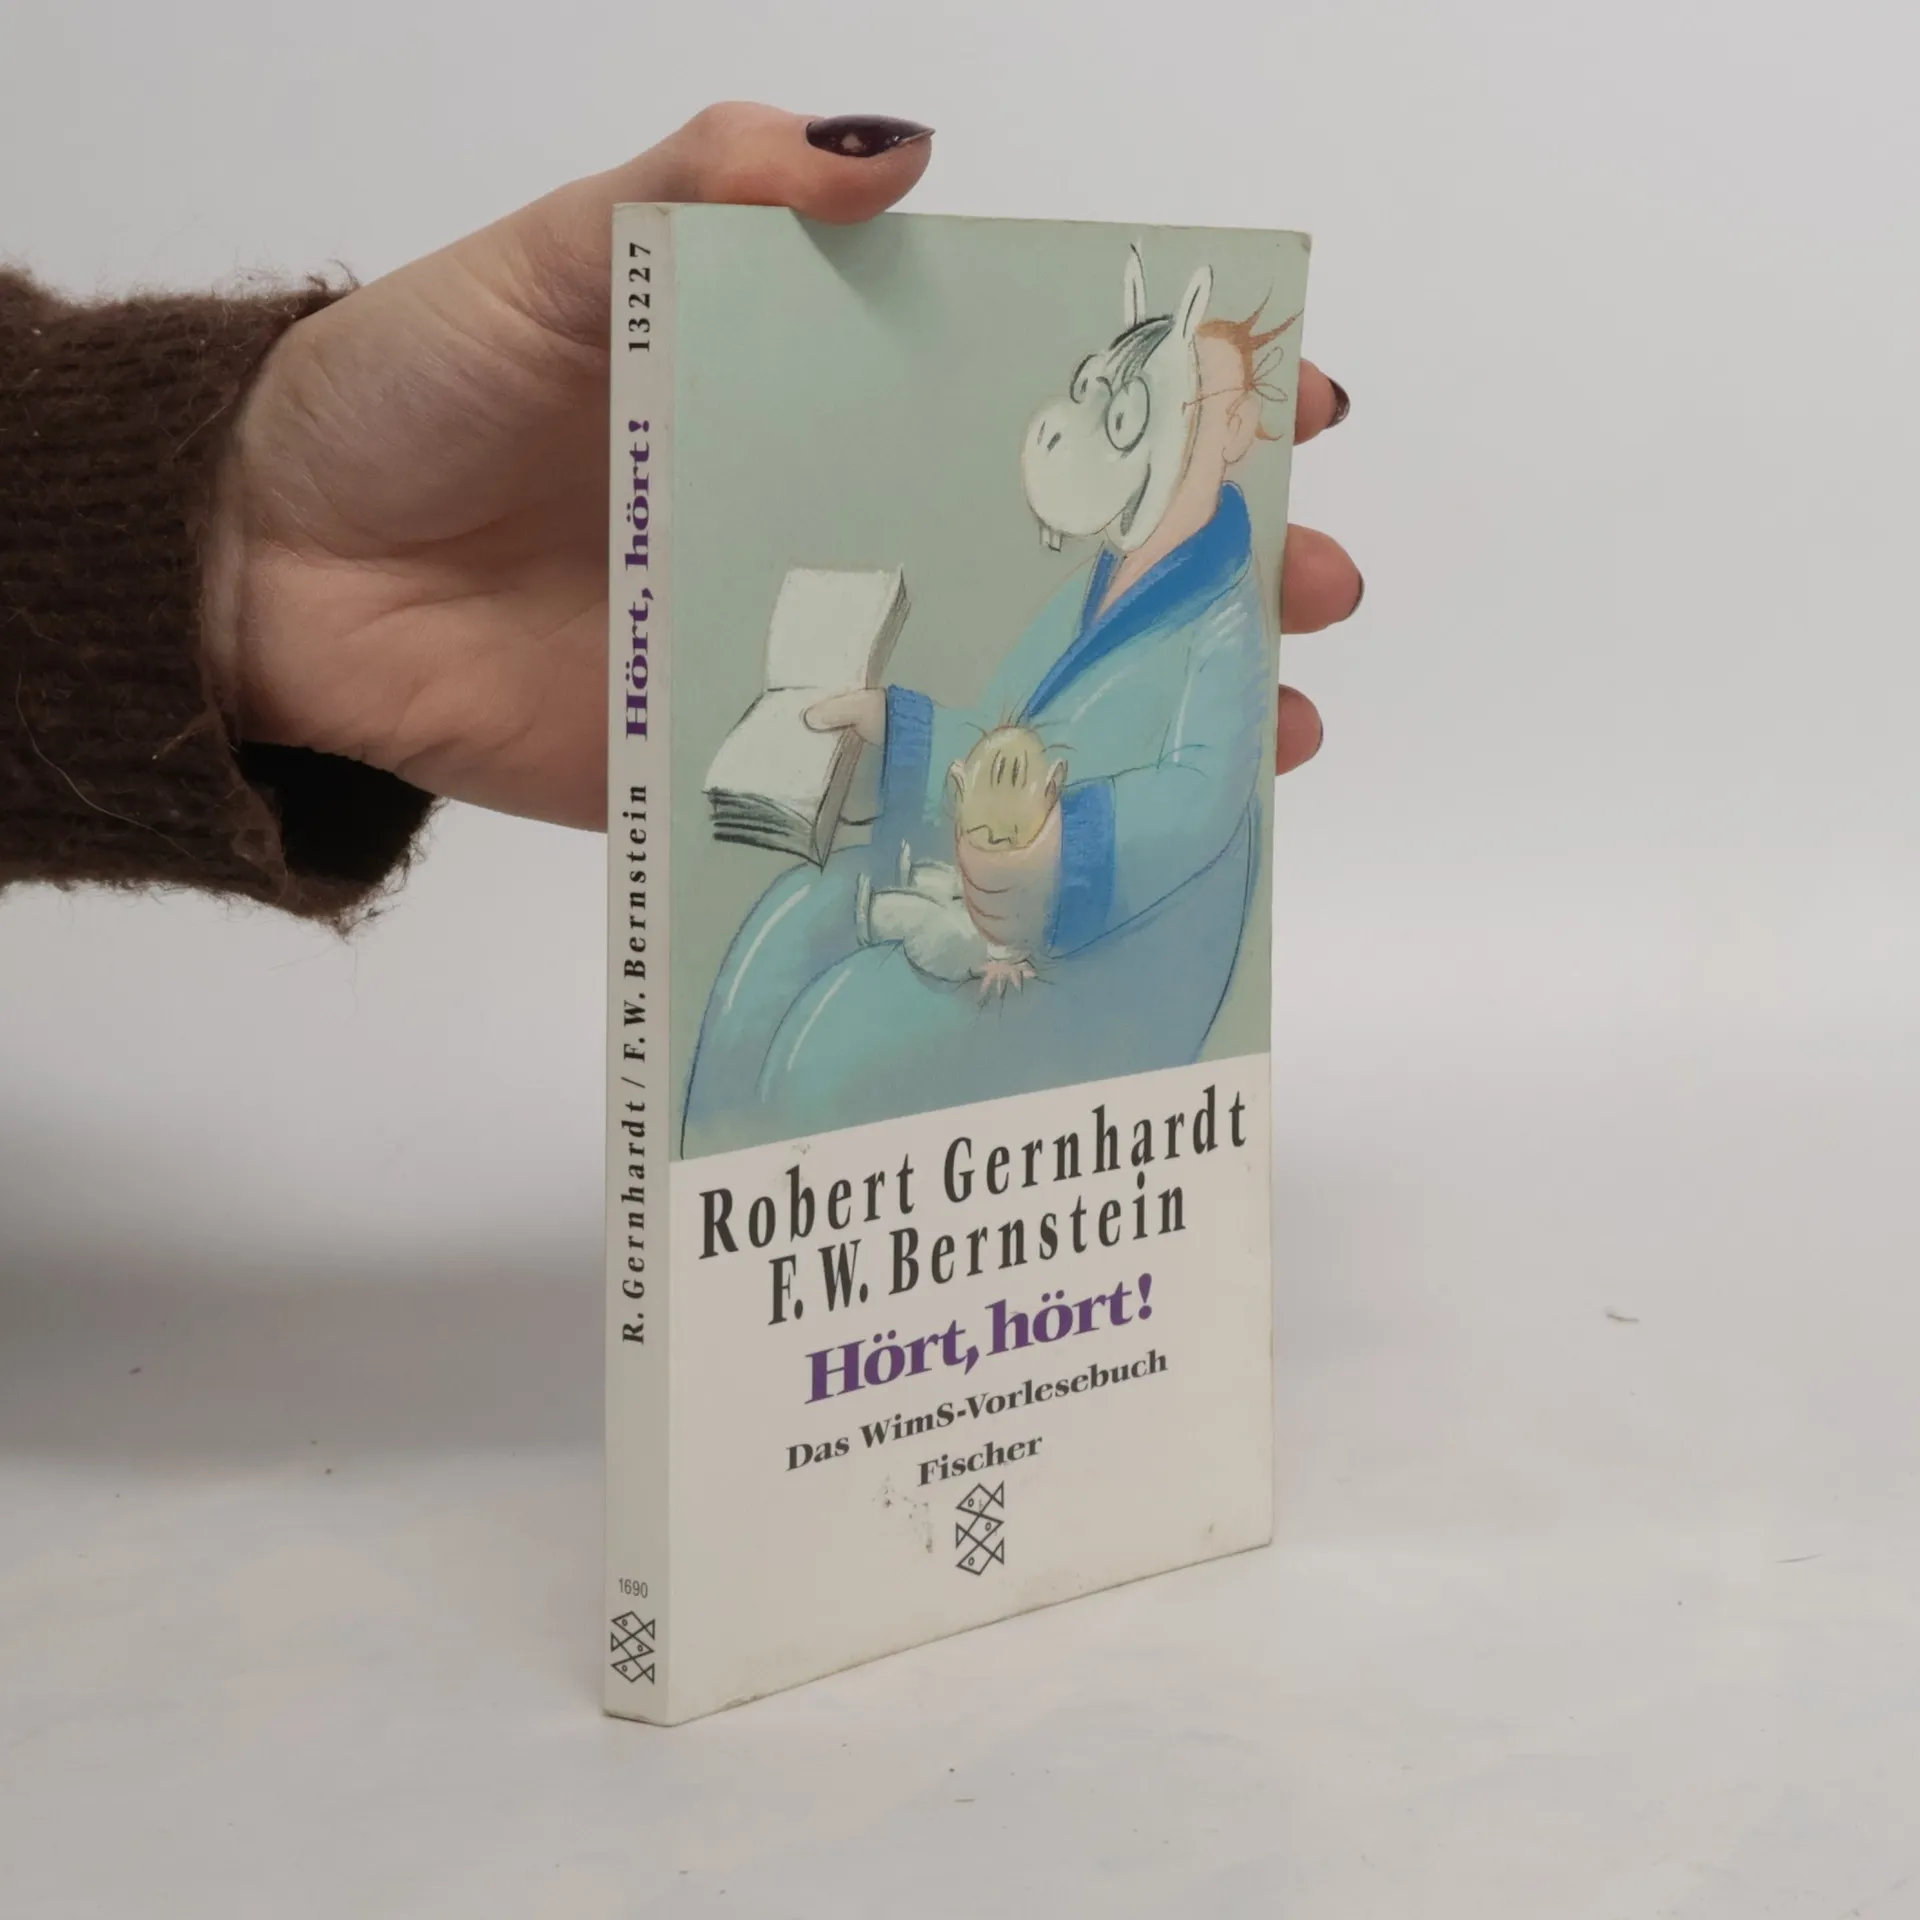 R. Gernhardt / F. W. Bernstein Hört, hört! 13227
1690
Robert Gernhardt
F. W. Bernstein
Hört, hört!
Das WimS-Vorlesebuch
Fischer